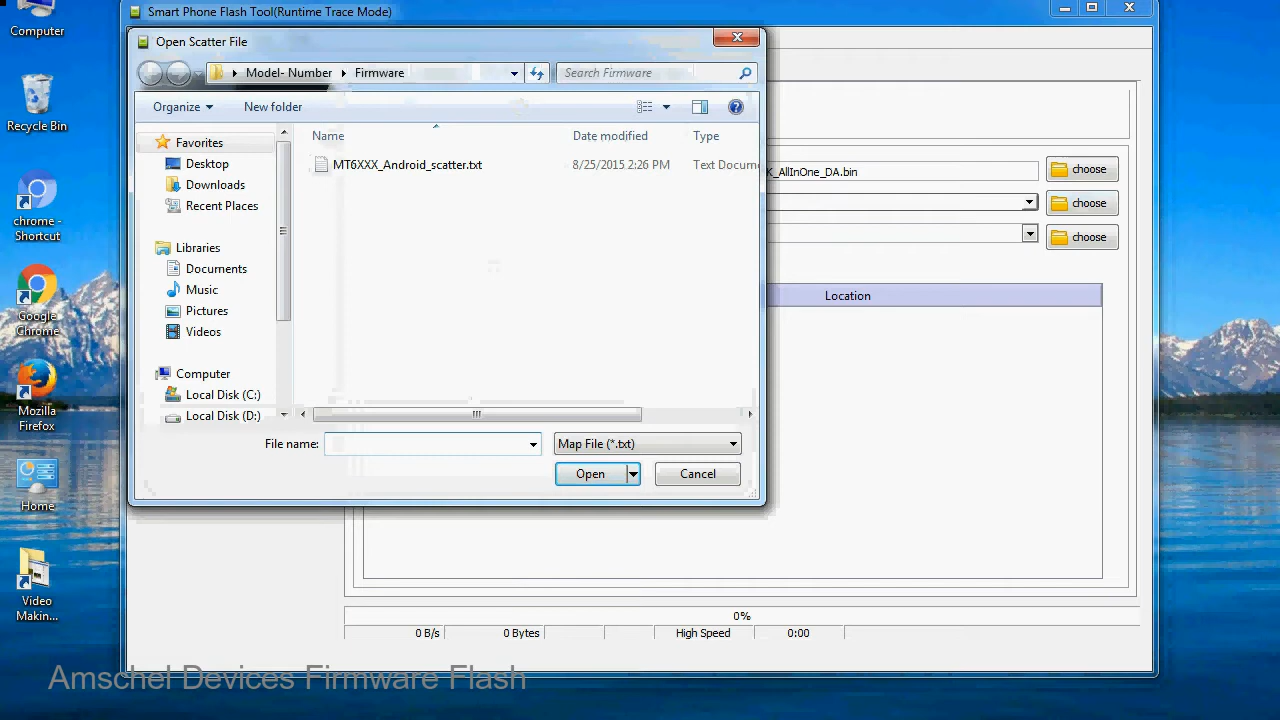 Smart Phone Flash Tool(Runtime Trace Mode)
Open Scatter File
Model- Number
Firmware
Search Firmware
Organize
New folder
Name
Date modified
Type
MT6XXX_Android_scatter.txt
8/25/2015 2:26 PM
Text Docum
Favorites
Desktop
Downloads
Recent Places
Libraries
Documents
Music
Pictures
Videos
Computer
Local Disk (C:)
Local Disk (D:)
File name:
Map File (*.txt)
Open
Cancel
K_AllInOne_DA.bin
choose
choose
choose
Location
0%
0 B/s
0 Bytes
High Speed
0:00
Computer
Recycle Bin
chrome -
Shortcut
Google
Chrome
Mozilla
Firefox
Home
Video
Makin...
Amschel Devices Firmware Flash